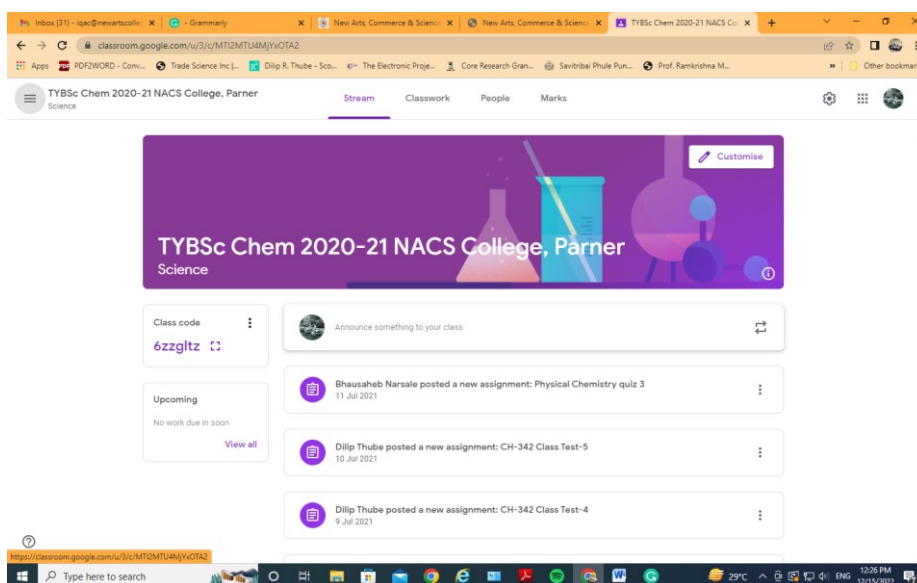 Inbox (31) - iqac@newartscolleg
- Grammarly
New Arts, Commerce & Science
New Arts, Commerce & Science
TYBSc Chem 2020-21 NACS Col
classroom.google.com/u/3/c/MTI2MTU4MjYxOTA2
Apps
PDF2WORD - Conv...
Trade Science Inc |...
Dilip R. Thube - Sco...
The Electronic Proje...
Core Research Gran...
Savitribai Phule Pun...
Prof. Ramkrishna M...
»
Other bookmar
TYBSc Chem 2020-21 NACS College, Parner
Science
Stream
Classwork
People
Marks
Customise
TYBSc Chem 2020-21 NACS College, Parner
Science
Class code
6zzgltz
Upcoming
No work due in soon
View all
Announce something to your class
Bhausaheb Narsale posted a new assignment: Physical Chemistry quiz 3
11 Jul 2021
Dilip Thube posted a new assignment: CH-342 Class Test-5
10 Jul 2021
Dilip Thube posted a new assignment: CH-342 Class Test-4
9 Jul 2021
https://classroom.google.com/u/3/c/MTI2MTU4MjYxOTA2
Type here to search
29°C
ENG
12:26 PM
12/15/2022